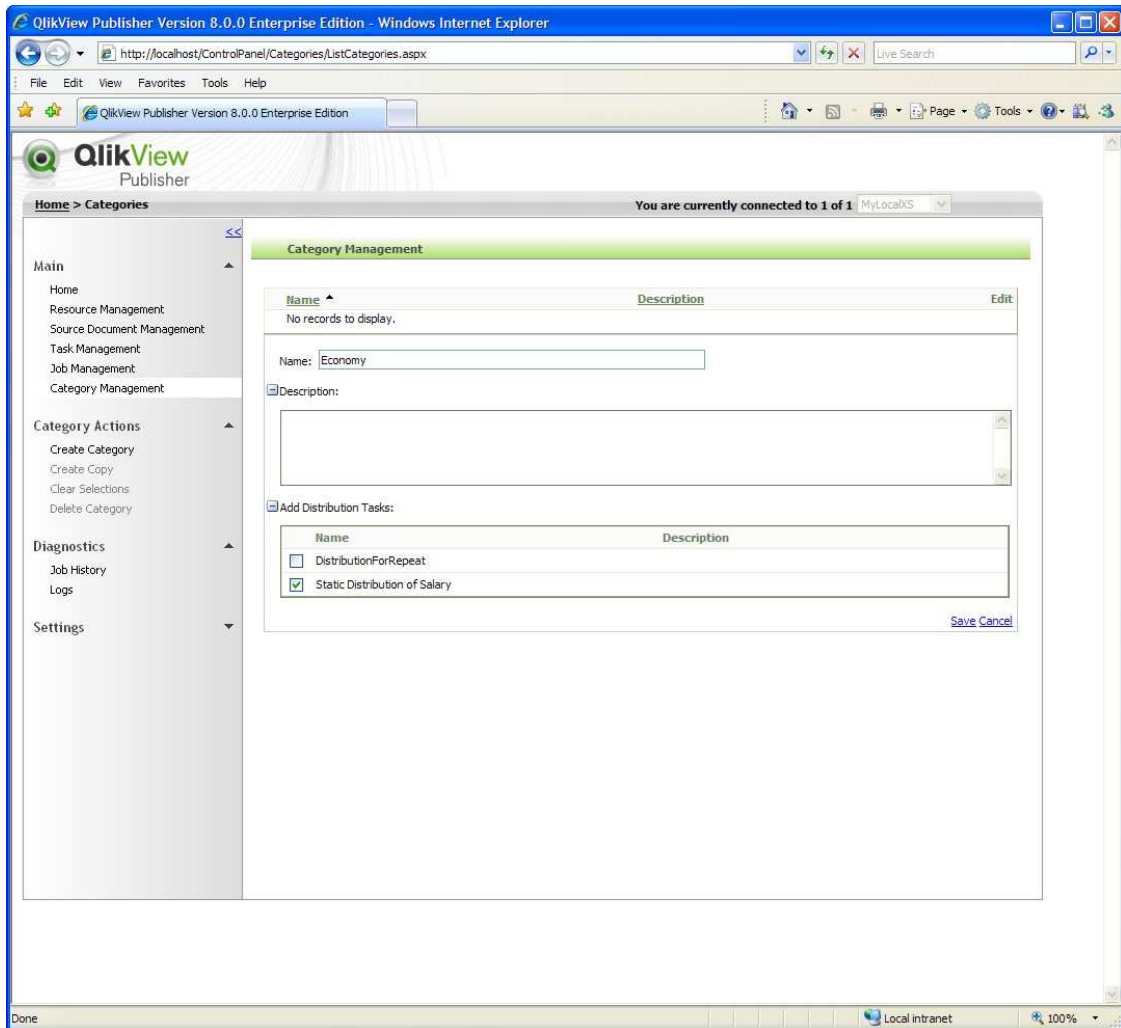 QlikView Publisher Version 8.0.0 Enterprise Edition - Windows Internet Explorer
http://localhost/ControlPanel/Categories/ListCategories.aspx
Live Search
File Edit View Favorites Tools Help
QlikView Publisher Version 8.0.0 Enterprise Edition
Page Tools
QlikView
Publisher
Home > Categories
You are currently connected to 1 of 1 MyLocalXS
<<
Category Management
Main
Home
Resource Management
Source Document Management
Task Management
Job Management
Category Management
Category Actions
Create Category
Create Copy
Clear Selections
Delete Category
Diagnostics
Job History
Logs
Settings
Name Description Edit
No records to display.
Name: Economy
Description:
Add Distribution Tasks:
Name Description
DistributionForRepeat
Static Distribution of Salary
Save Cancel
Done
Local intranet
100%